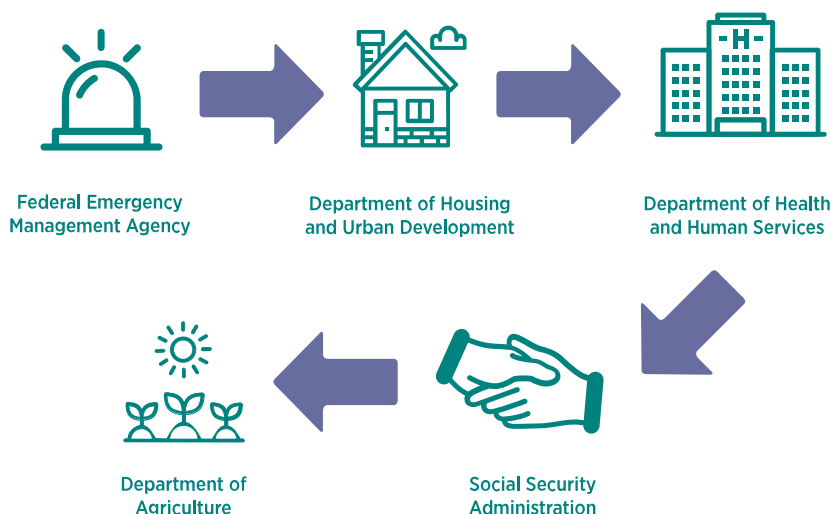 H
Federal Emergency
Management Agency
Department of Housing
and Urban Development
Department of Health
and Human Services
Department of
Agriculture
Social Security
Administration